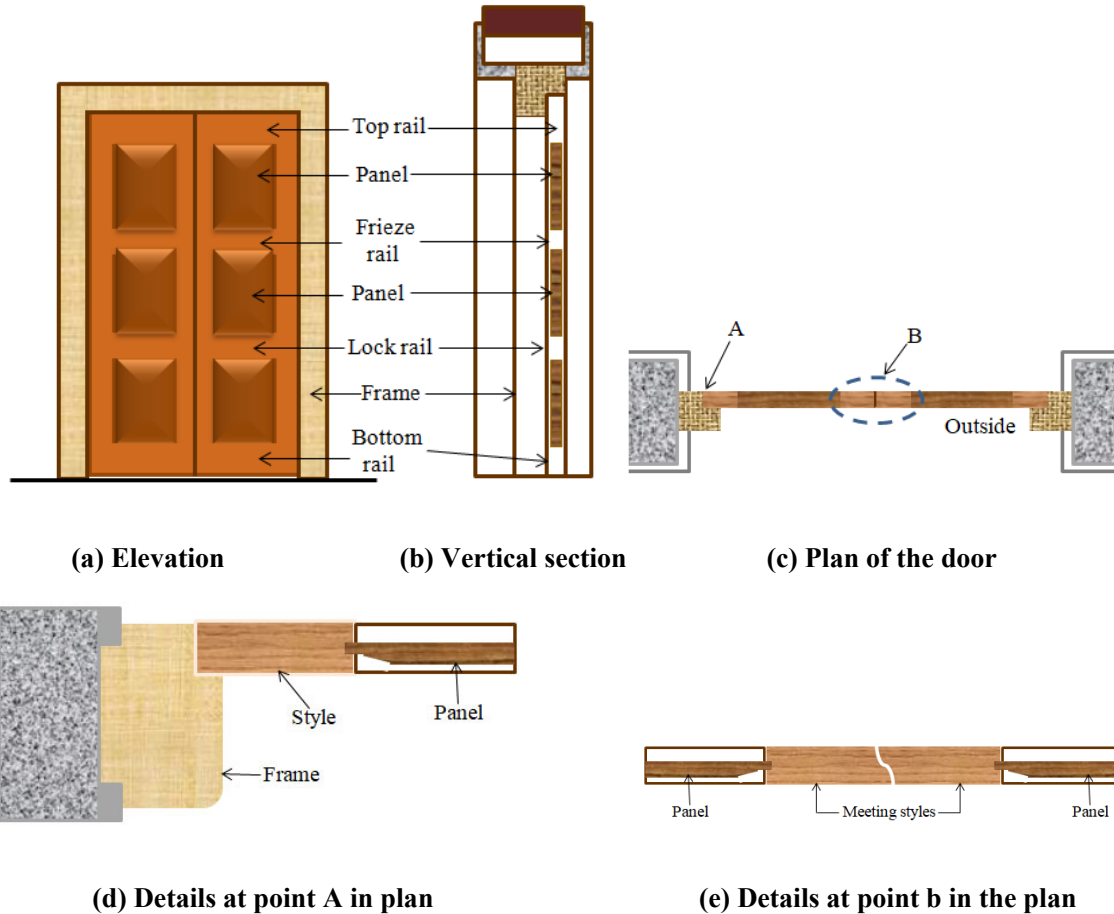 Top rail
Panel
Frieze
rail
Panel
Lock rail
Frame
Bottom
rail
A
B
Outside
(a) Elevation
(b) Vertical section
(c) Plan of the door
Style
Panel
Frame
Panel
Meeting styles
Panel
(d) Details at point A in plan
(e) Details at point b in the plan